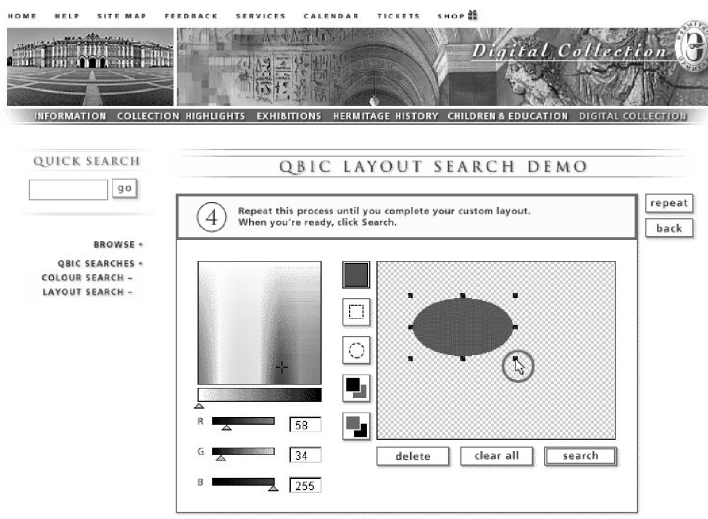 HOME HELP SITE MAP FEEDBACK SERVICES CALENDAR TICKETS SHOP
Digital Collection
INFORMATION COLLECTION HIGHLIGHTS EXHIBITIONS HERMITAGE HISTORY CHILDREN & EDUCATION DIGITAL COLLECTION
QUICK SEARCH
go
BROWSE
QBIC SEARCHES
COLOUR SEARCH –
LAYOUT SEARCH –
QBIC LAYOUT SEARCH DEMO
4
Repeat this process until you complete your custom layout.
When you're ready, click Search.
repeat
back
R 58
G 34
B 255
delete clear all search